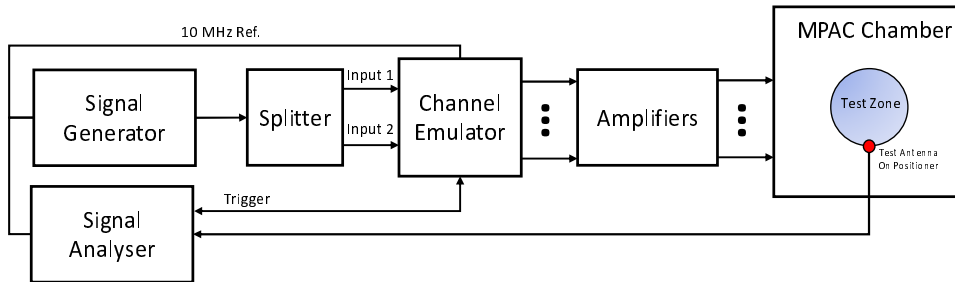 10 MHz Ref.
MPAC Chamber
Signal
Generator
Splitter
Input 1
Input 2
Channel
Emulator
Amplifiers
Test Zone
Test Antenna
On Positioner
Trigger
Signal
Analyser